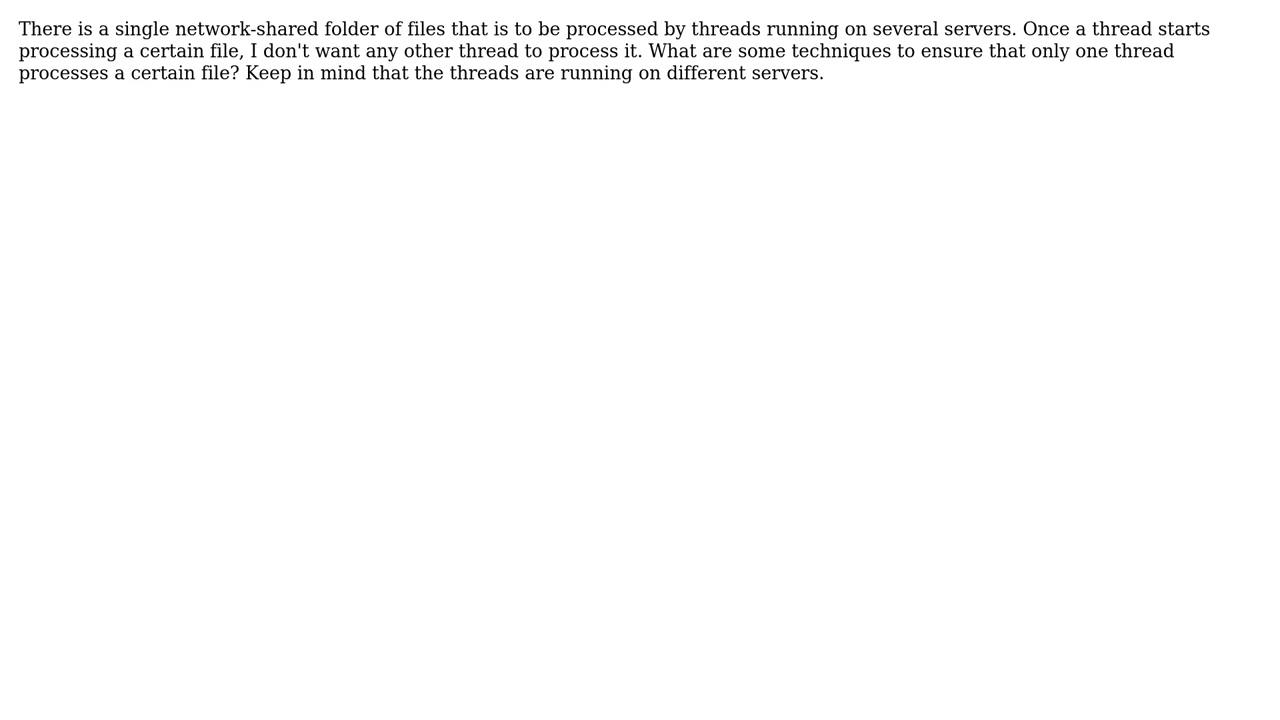 There is a single network-shared folder of files that is to be processed by threads running on several servers. Once a thread starts
processing a certain file, I don't want any other thread to process it. What are some techniques to ensure that only one thread
processes a certain file? Keep in mind that the threads are running on different servers.